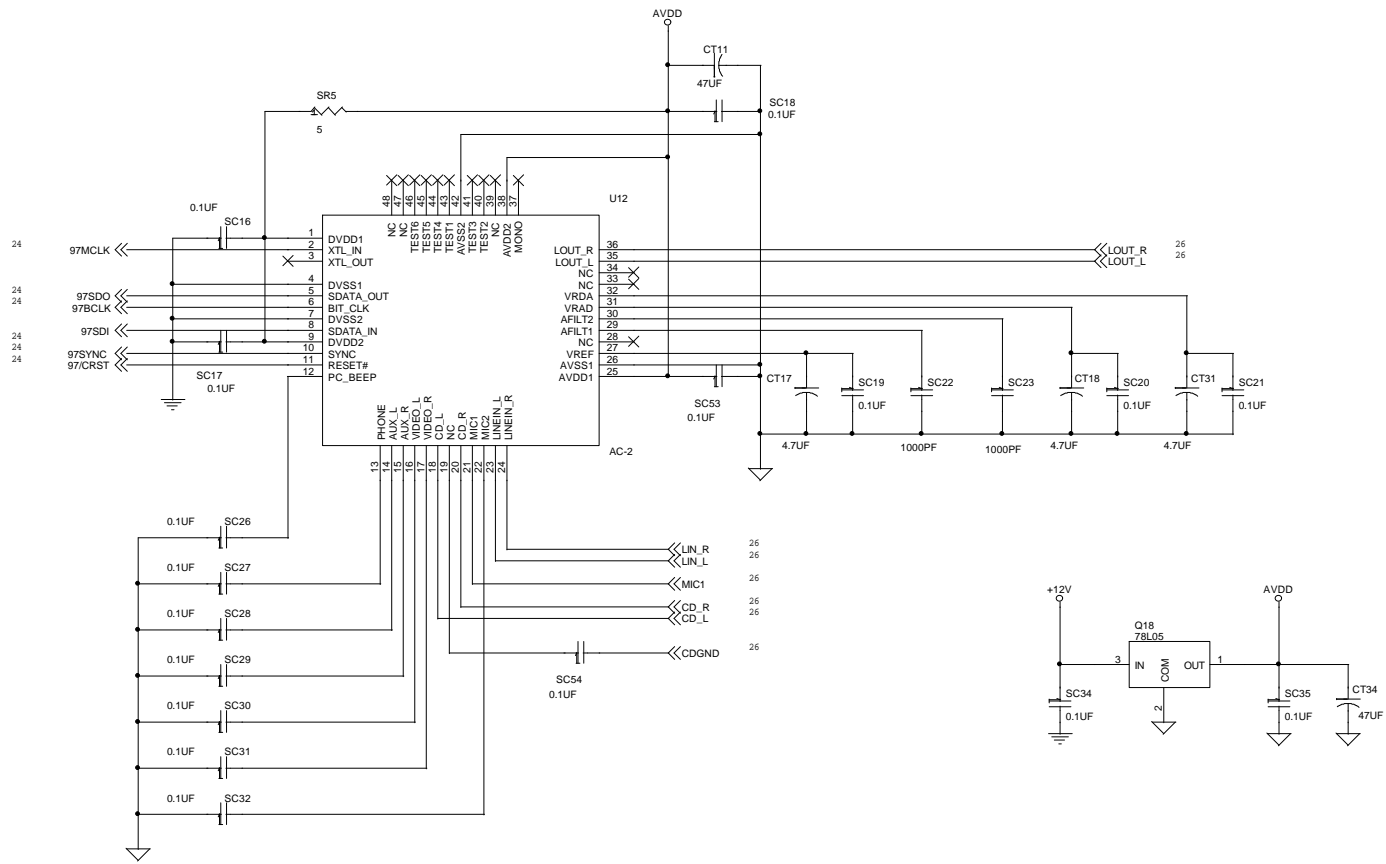 AVDD
CT11
47UF
SR5
5
SC18
0.1UF
U12
0.1UF
SC16
48 47 46 45 44 43 42 41 40 39 38 37
NC NC TEST6 TEST5 TEST4 TEST1 AVSS2 TEST3 TEST2 NC AVDD2 MONO
24 97MCLK
24 97SDO
24 97BCLK
24 97SDI
24 97SYNC
24 97/CRST
SC17
0.1UF
1 DVDD1
2 XTL_IN
3 XTL_OUT
4 DVSS1
5 SDATA_OUT
6 BIT_CLK
7 DVSS2
8 SDATA_IN
9 DVDD2
10 SYNC
11 RESET#
12 PC_BEEP
LOUT_R 36
LOUT_L 35
NC 34
NC 33
VRDA 32
VRAD 31
AFILT2 30
AFILT1 29
NC 28
VREF 27
AVSS1 26
AVDD1 25
LOUT_R 26
LOUT_L 26
PHONE AUX_L AUX_R VIDEO_L VIDEO_R CD_L NC CD_R MIC1 MIC2 LINEIN_L LINEIN_R
13 14 15 16 17 18 19 20 21 22 23 24
AC-2
SC53
0.1UF
CT17
4.7UF
SC19
0.1UF
SC22
1000PF
SC23
1000PF
CT18
4.7UF
SC20
0.1UF
CT31
4.7UF
SC21
0.1UF
0.1UF SC26
0.1UF SC27
0.1UF SC28
0.1UF SC29
0.1UF SC30
0.1UF SC31
0.1UF SC32
LIN_R 26
LIN_L 26
MIC1 26
CD_R 26
CD_L 26
CDGND 26
SC54
0.1UF
+12V
AVDD
Q18
78L05
3 IN COM OUT 1
2
SC34
0.1UF
SC35
0.1UF
CT34
47UF